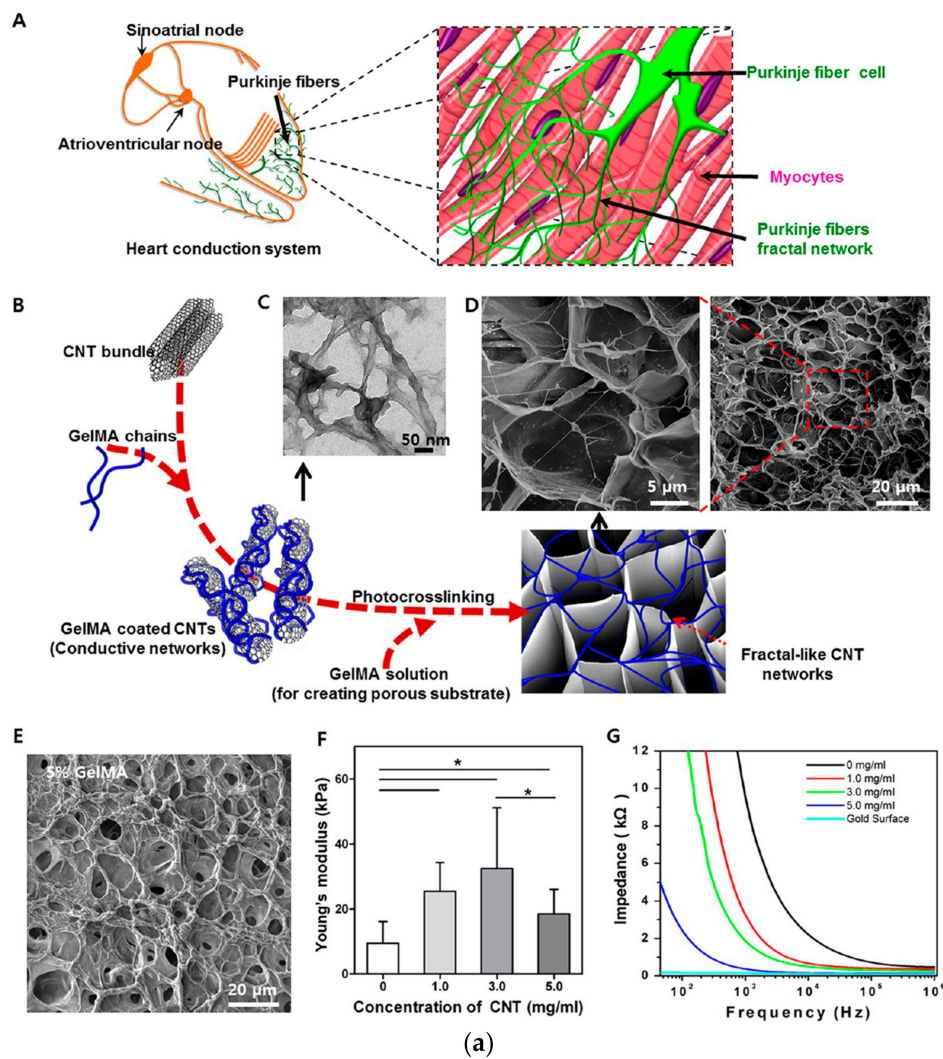 A
Sinoatrial node
Purkinje fibers
Atrioventricular node
Heart conduction system
Purkinje fiber cell
Myocytes
Purkinje fibers
fractal network
B
CNT bundle
GelMA chains
GelMA coated CNTs
(Conductive networks)
Photocrosslinking
GelMA solution
(for creating porous substrate)
C
50 nm
D
5 μm
20 μm
Fractal-like CNT
networks
E
5% GelMA
20 μm
F
Young's modulus (kPa)
60
40
20
0
*
*
0
1.0
3.0
5.0
Concentration of CNT (mg/ml)
G
Impedance ( kΩ )
12
10
8
6
4
2
0
0 mg/ml
1.0 mg/ml
3.0 mg/ml
5.0 mg/ml
Gold Surface
10² 10³ 10⁴ 10⁵ 10⁶
Frequency (Hz)
(a)